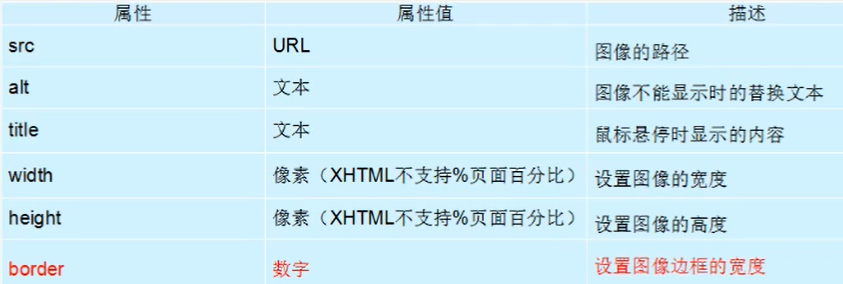 属性 属性值 描述
src URL 图像的路径
alt 文本 图像不能显示时的替换文本
title 文本 鼠标悬停时显示的内容
width 像素（XHTML不支持%页面百分比） 设置图像的宽度
height 像素（XHTML不支持%页面百分比） 设置图像的高度
border 数字 设置图像边框的宽度